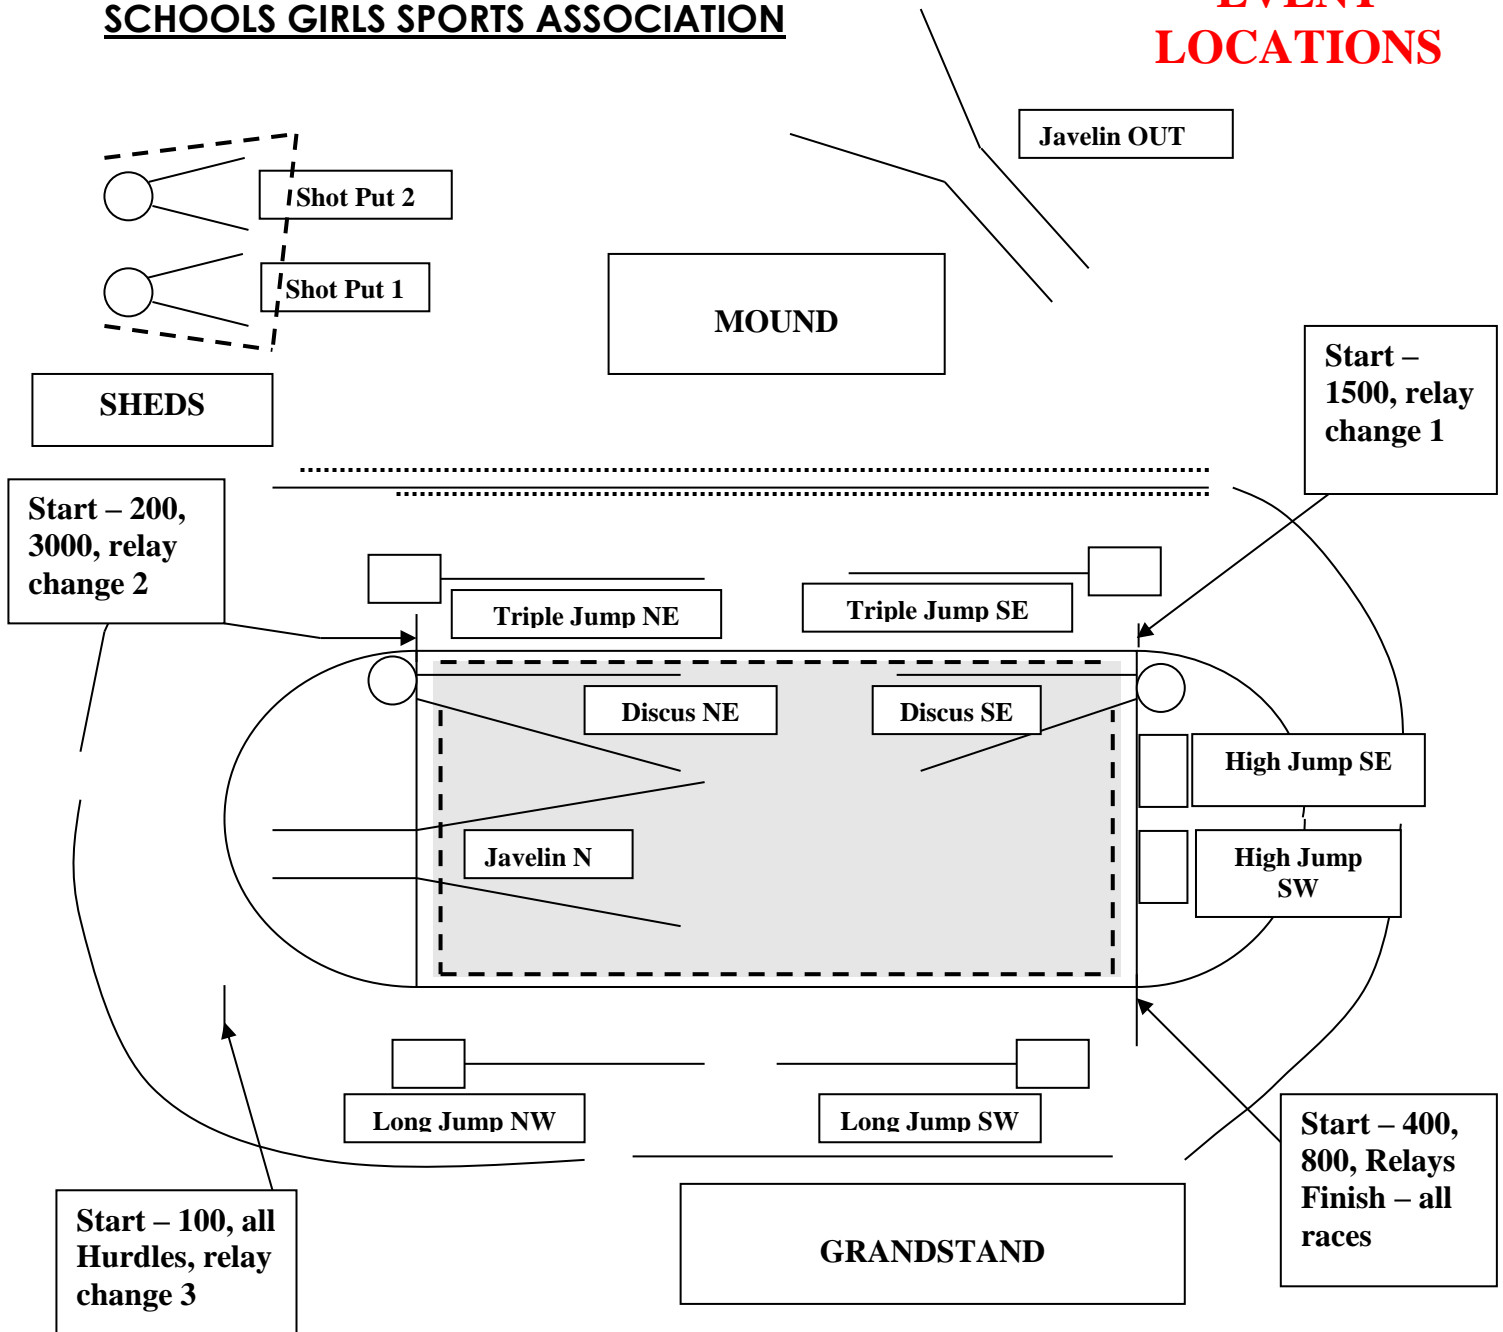 SCHOOLS GIRLS SPORTS ASSOCIATION
EVENT
LOCATIONS
Javelin OUT
Shot Put 2
Shot Put 1
MOUND
Start –
1500, relay
change 1
SHEDS
Start – 200,
3000, relay
change 2
Triple Jump NE
Triple Jump SE
Discus NE
Discus SE
High Jump SE
Javelin N
High Jump
SW
Long Jump NW
Long Jump SW
Start – 400,
800, Relays
Finish – all
races
Start – 100, all
Hurdles, relay
change 3
GRANDSTAND